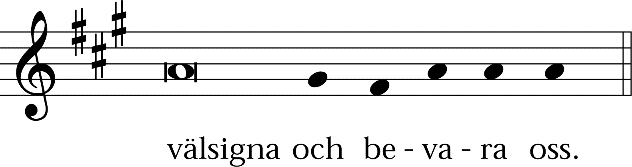 välsigna och be - va - ra oss.